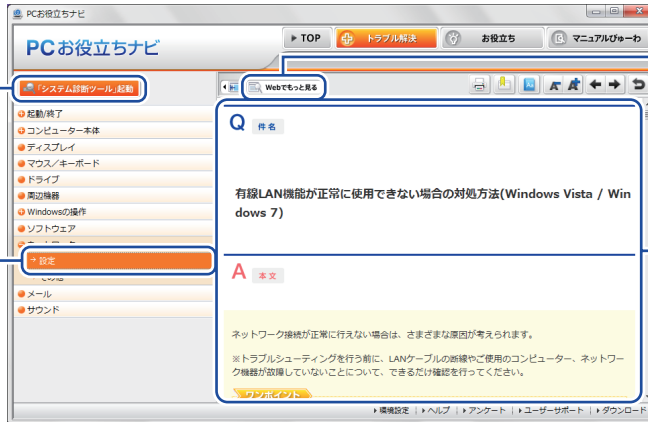 PCお役立ちナビ
PCお役立ちナビ
TOP
トラブル解決
お役立ち
マニュアルびゅーわ
「システム診断ツール」起動
Webでもっと見る
起動/終了
コンピューター本体
ディスプレイ
マウス/キーボード
ドライブ
周辺機器
Windowsの操作
ソフトウェア
設定
メール
サウンド
Q 件名
有線LAN機能が正常に使用できない場合の対処方法(Windows Vista / Win
dows 7)
A 本文
ネットワーク接続が正常に行えない場合は、さまざまな原因が考えられます。
※トラブルシューティングを行う前に、LANケーブルの断線やご使用のコンピューター、ネットワー
ク機器が故障していないことについて、できるだけ確認を行ってください。
ワンポイント
環境設定 | ヘルプ | アンケート | ユーザーサポート | ダウンロード